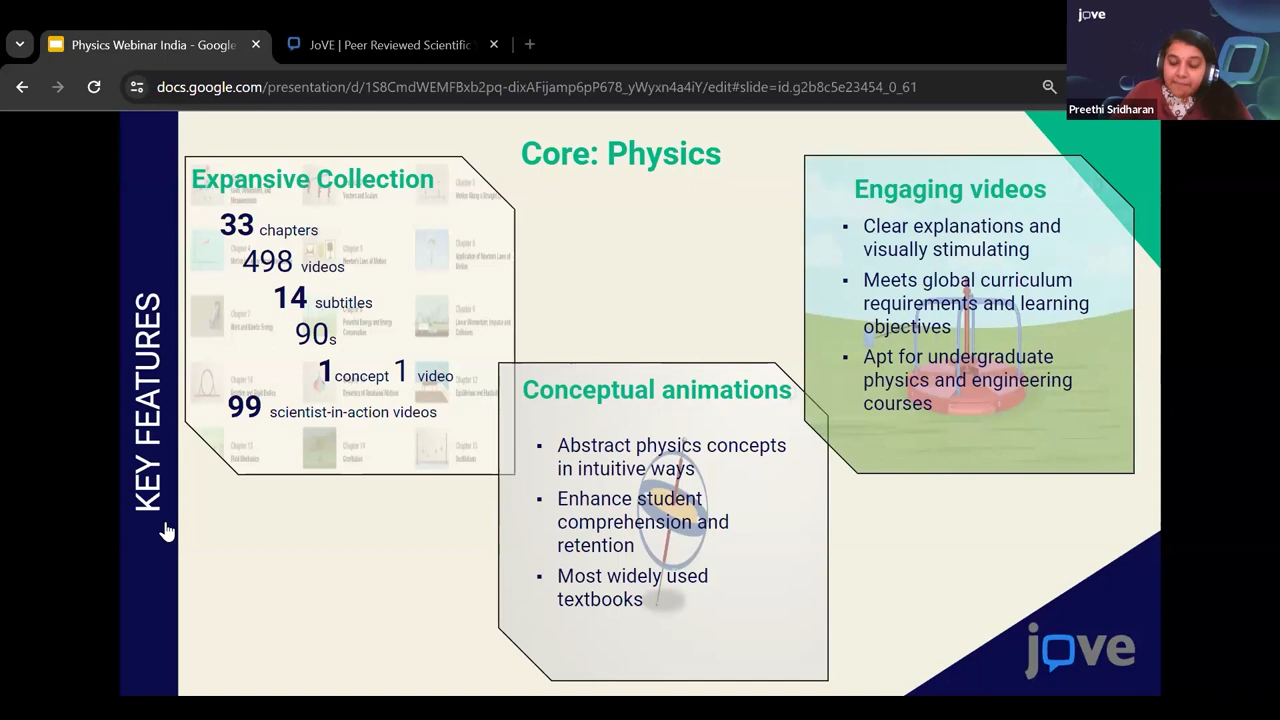 Physics Webinar India - Google
JoVE | Peer Reviewed Scientific
docs.google.com/presentation/d/1S8CmdWEMFBxb2pq-dixAFijamp6pP678_yWyxn4a4iY/edit#slide=id.g2b8c5e23454_0_61
jove
Preethi Sridharan
KEY FEATURES
Core: Physics
Expansive Collection
33 chapters
498 videos
14 subtitles
90s
1concept 1 video
99 scientist-in-action videos
Conceptual animations
▪ Abstract physics concepts
in intuitive ways
▪ Enhance student
comprehension and
retention
▪ Most widely used
textbooks
Engaging videos
▪ Clear explanations and
visually stimulating
▪ Meets global curriculum
requirements and learning
objectives
▪ Apt for undergraduate
physics and engineering
courses
jove